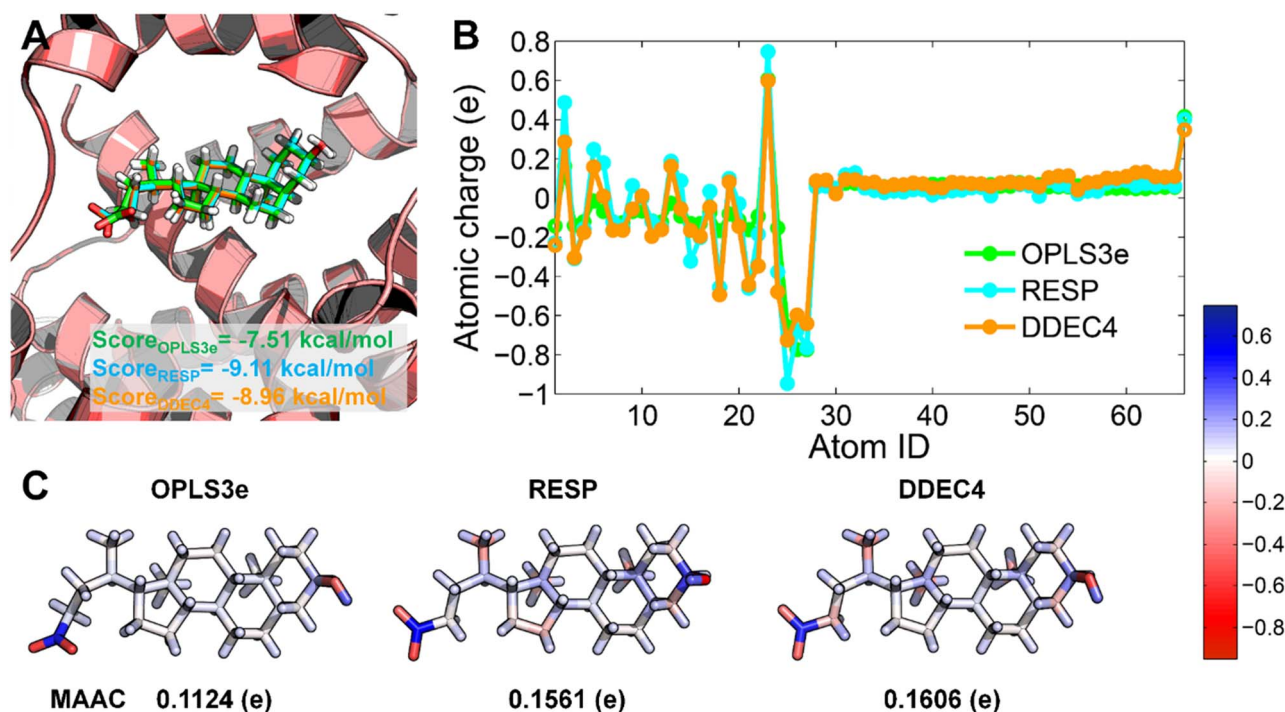 A
Score_OPLS3e= -7.51 kcal/mol
Score_RESP= -9.11 kcal/mol
Score_DDEC4= -8.96 kcal/mol
B
Atomic charge (e)
0.8
0.6
0.4
0.2
0
−0.2
−0.4
−0.6
−0.8
−1
10 20 30 40 50 60
Atom ID
OPLS3e
RESP
DDEC4
0.6
0.4
0.2
0
−0.2
−0.4
−0.6
−0.8
C
OPLS3e RESP DDEC4
MAAC 0.1124 (e) 0.1561 (e) 0.1606 (e)